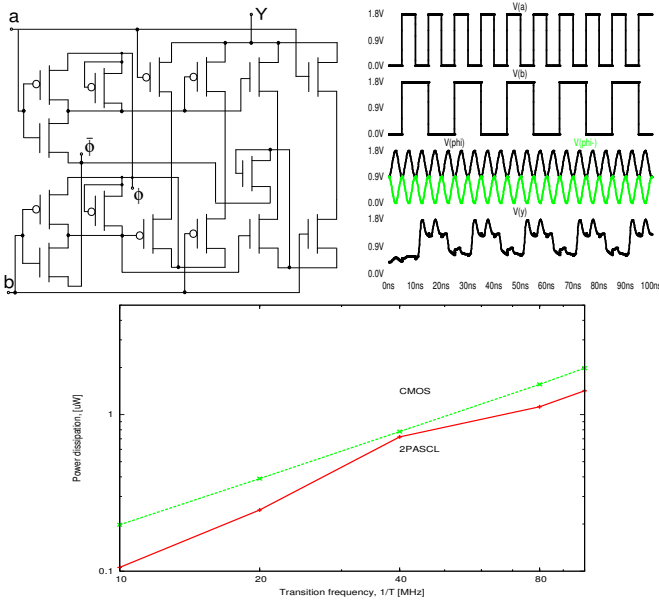 a
Y
ϕ̄
ϕ
b
V(a)
1.8V
0.9V
0.0V
V(b)
1.8V
0.9V
0.0V
V(phi) V(phi-)
1.8V
0.9V
0.0V
V(y)
1.8V
0.9V
0.0V
0ns 10ns 20ns 30ns 40ns 50ns 60ns 70ns 80ns 90ns 100ns
Power dissipation, [uW]
1
0.1
CMOS
2PASCL
10 20 40 80
Transition frequency, 1/T [MHz]